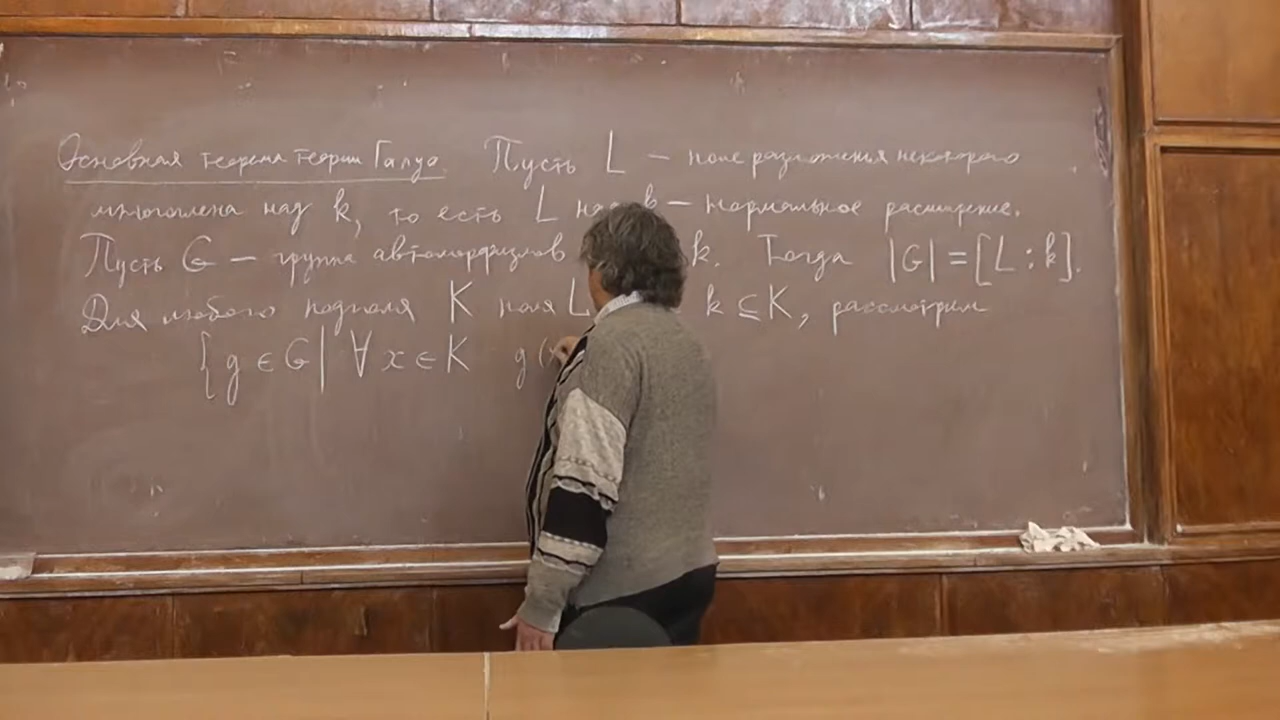 Основная теорема теории Галуа. Пусть L — поле разложения некоторого
многочлена над k, то есть L над k — нормальное расширение.
Пусть G — группа автоморфизмов k. Тогда |G| = [L : k].
Для любого подполя K поля L k ⊆ K, рассмотрим
{g ∈ G | ∀ x ∈ K g(